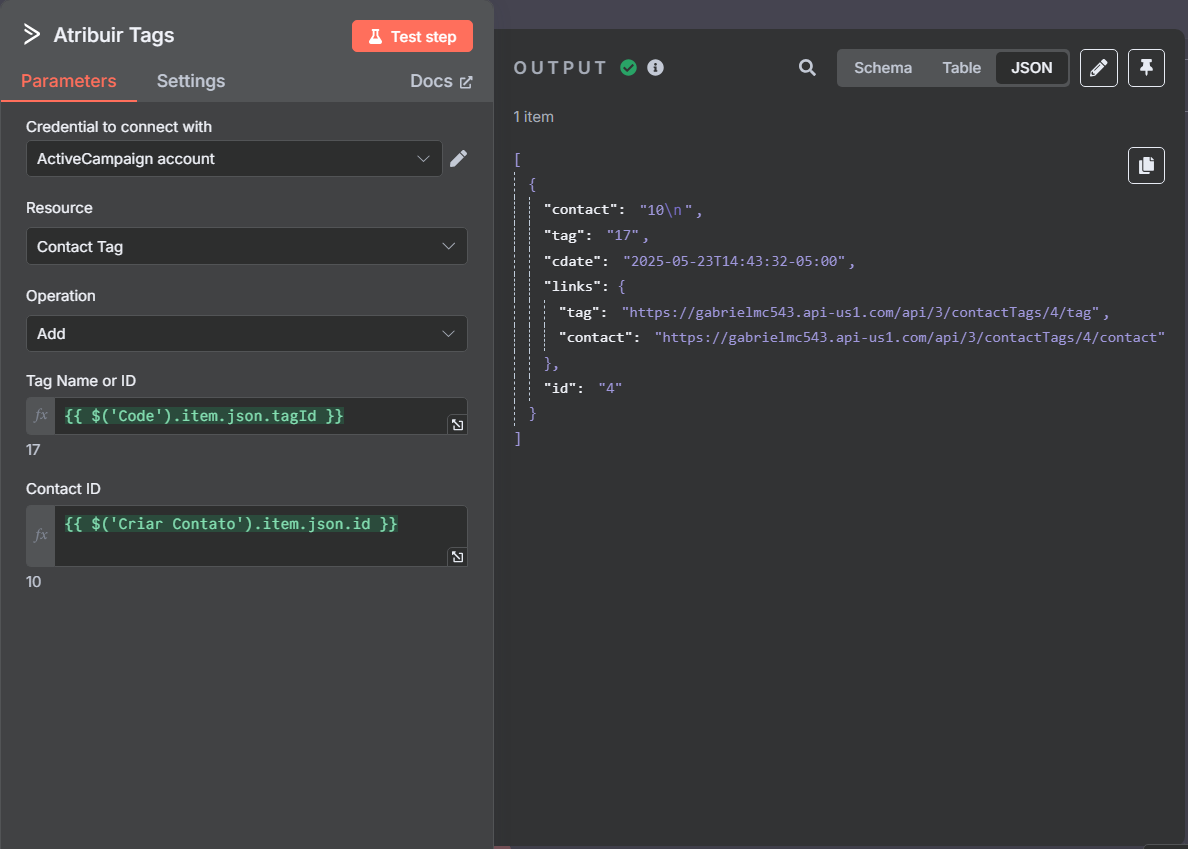 Atribuir Tags
Test step
Parameters
Settings
Docs
Credential to connect with
ActiveCampaign account
Resource
Contact Tag
Operation
Add
Tag Name or ID
fx
{{ $('Code').item.json.tagId }}
17
Contact ID
fx
{{ $('Criar Contato').item.json.id }}
10
OUTPUT
Schema
Table
JSON
1 item
[
{
"contact": "10\n",
"tag": "17",
"cdate": "2025-05-23T14:43:32-05:00",
"links": {
"tag": "https://gabrielmc543.api-us1.com/api/3/contactTags/4/tag",
"contact": "https://gabrielmc543.api-us1.com/api/3/contactTags/4/contact"
},
"id": "4"
}
]